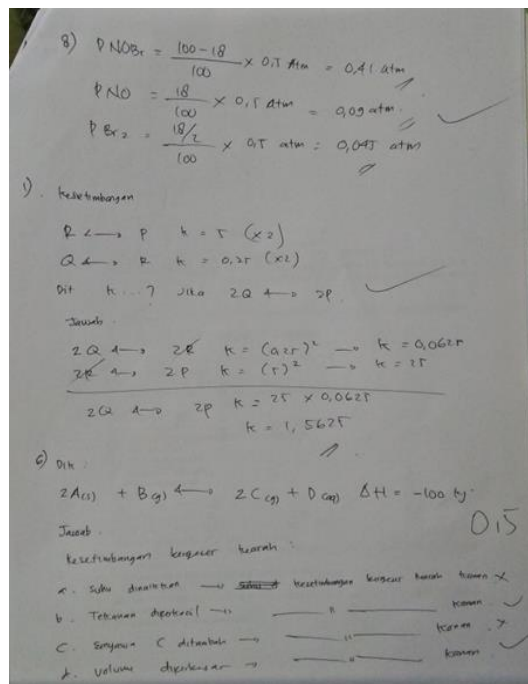 8) P NOBr = 100 - 18 / 100 × 0,5 Atm = 0,41 atm
P NO = 18 / 100 × 0,5 Atm = 0,09 atm.
P Br2 = 18/2 / 100 × 0,5 atm = 0,045 atm
1). Kesetimbangan
R ↔ P K = 5 (x2)
Q ↔ R K = 0,25 (x2)
Dit K...? Jika 2Q ↔ 2P.
Jawab
2Q ↔ 2R K = (0,25)² → K = 0,0625
2R ↔ 2P K = (5)² → K = 25
2Q ↔ 2P K = 25 × 0,0625
K = 1,5625
6) Dik :
2A(s) + B(g) ↔ 2C(g) + D(aq) ΔH = -100 kj.
0,5
Jawab.
Kesetimbangan bergeser kearah :
a. Suhu dinaikkan → Kesetimbangan bergeser kearah kanan ×
b. Tekanan diperkecil → —— " —— kanan
c. Senyawa C ditambah → —— " —— kanan ×
d. Volume diperbesar → —— " —— kanan